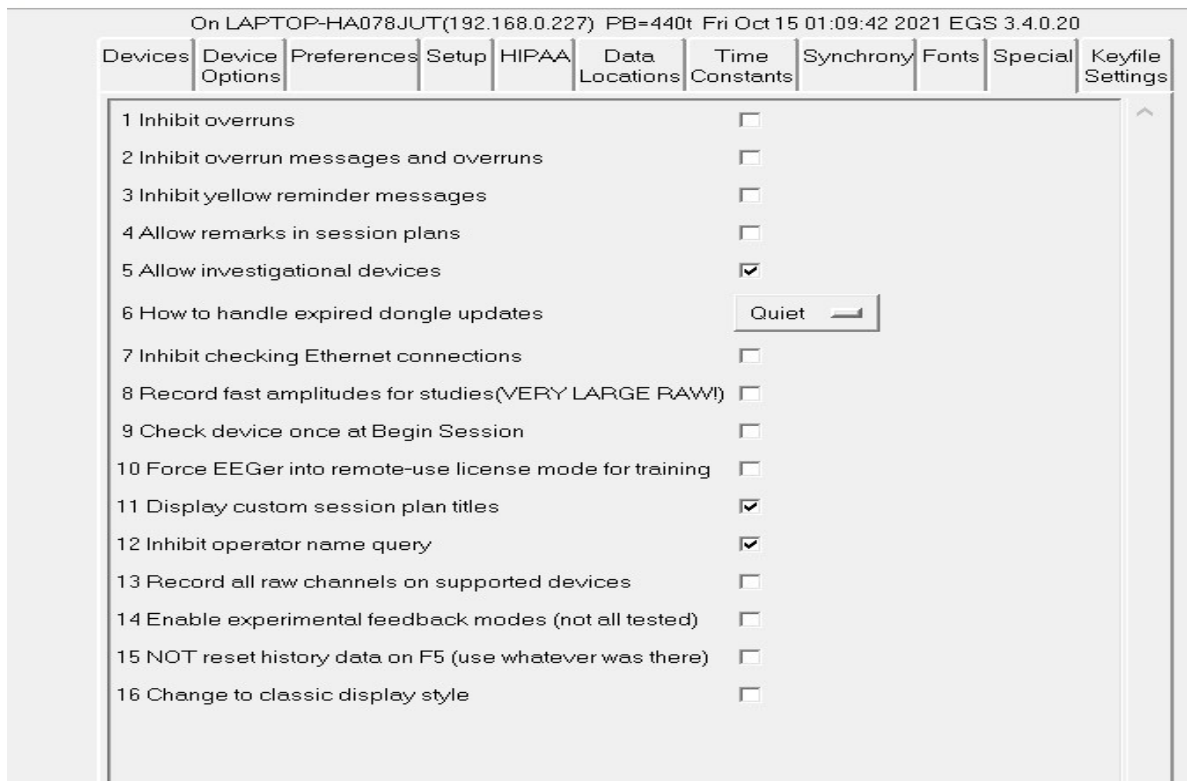 On LAPTOP-HA078JUT(192.168.0.227) PB=440t Fri Oct 15 01:09:42 2021 EGS 3.4.0.20
Devices Device Options Preferences Setup HIPAA Data Locations Time Constants Synchrony Fonts Special Keyfile Settings
1 Inhibit overruns
2 Inhibit overrun messages and overruns
3 Inhibit yellow reminder messages
4 Allow remarks in session plans
5 Allow investigational devices
6 How to handle expired dongle updates Quiet
7 Inhibit checking Ethernet connections
8 Record fast amplitudes for studies(VERY LARGE RAW!)
9 Check device once at Begin Session
10 Force EEGer into remote-use license mode for training
11 Display custom session plan titles
12 Inhibit operator name query
13 Record all raw channels on supported devices
14 Enable experimental feedback modes (not all tested)
15 NOT reset history data on F5 (use whatever was there)
16 Change to classic display style